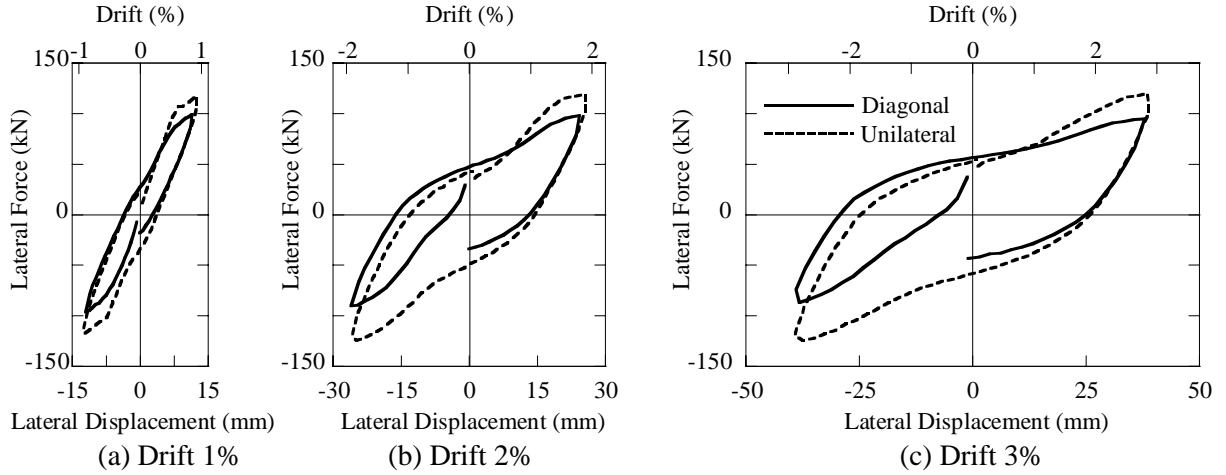 Drift (%)
-1 0 1
150
0
-150
Lateral Force (kN)
-15 0 15
Lateral Displacement (mm)
(a) Drift 1%
Drift (%)
-2 0 2
150
0
-150
Lateral Force (kN)
-30 -15 0 15 30
Lateral Displacement (mm)
(b) Drift 2%
Drift (%)
-2 0 2
150
0
-150
Lateral Force (kN)
Diagonal
Unilateral
-50 -25 0 25 50
Lateral Displacement (mm)
(c) Drift 3%